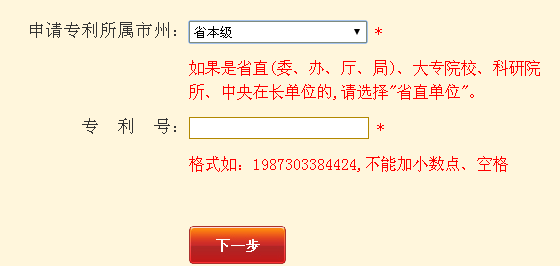 申请专利所属市州： 省本级 *
如果是省直(委、办、厅、局)、大专院校、科研院
所、中央在长单位的,请选择"省直单位"。
专 利 号： *
格式如：1987303384424,不能加小数点、空格
下一步